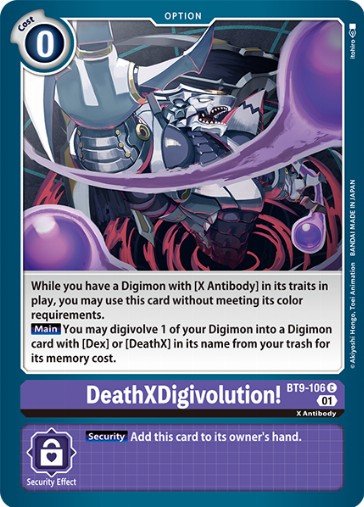 OPTION
Cost
0
itohiro
While you have a Digimon with [X Antibody] in its traits in
play, you may use this card without meeting its color
requirements.
Main You may digivolve 1 of your Digimon into a Digimon
card with [Dex] or [DeathX] in its name from your trash for
its memory cost.
©Akiyoshi Hongo, Toei Animation BANDAI MADE IN JAPAN
DeathXDigivolution!
BT9-106 C
01
X Antibody
Security Add this card to its owner's hand.
Security Effect